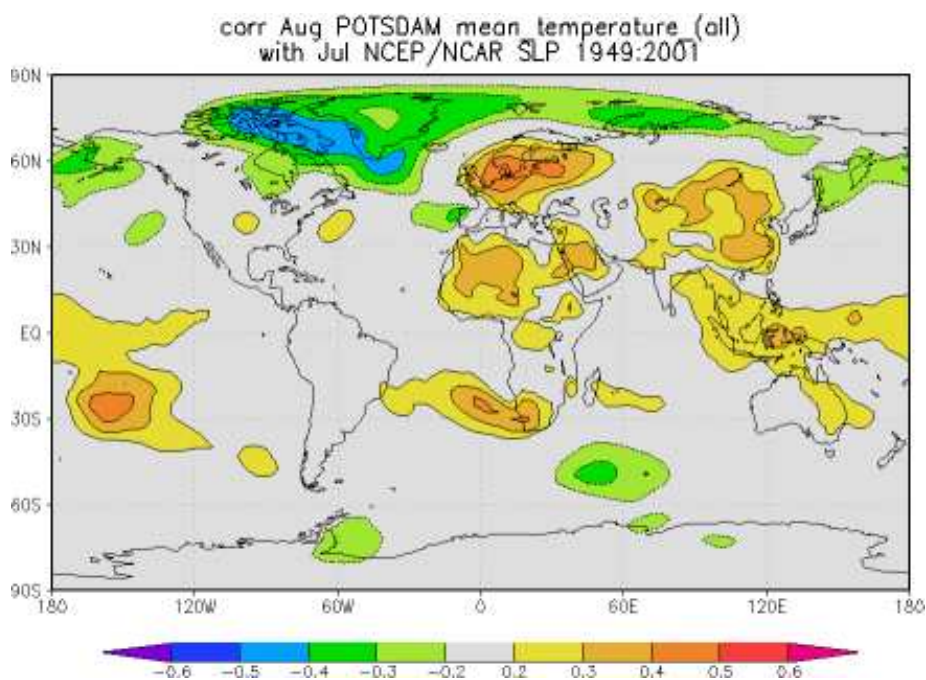 corr Aug POTSDAM mean_temperature_(all)
with Jul NCEP/NCAR SLP 1949:2001
90N
60N
30N
EQ
30S
60S
90S
180 120W 60W 0 60E 120E 180
-0.6 -0.5 -0.4 -0.3 -0.2 0.2 0.3 0.4 0.5 0.6